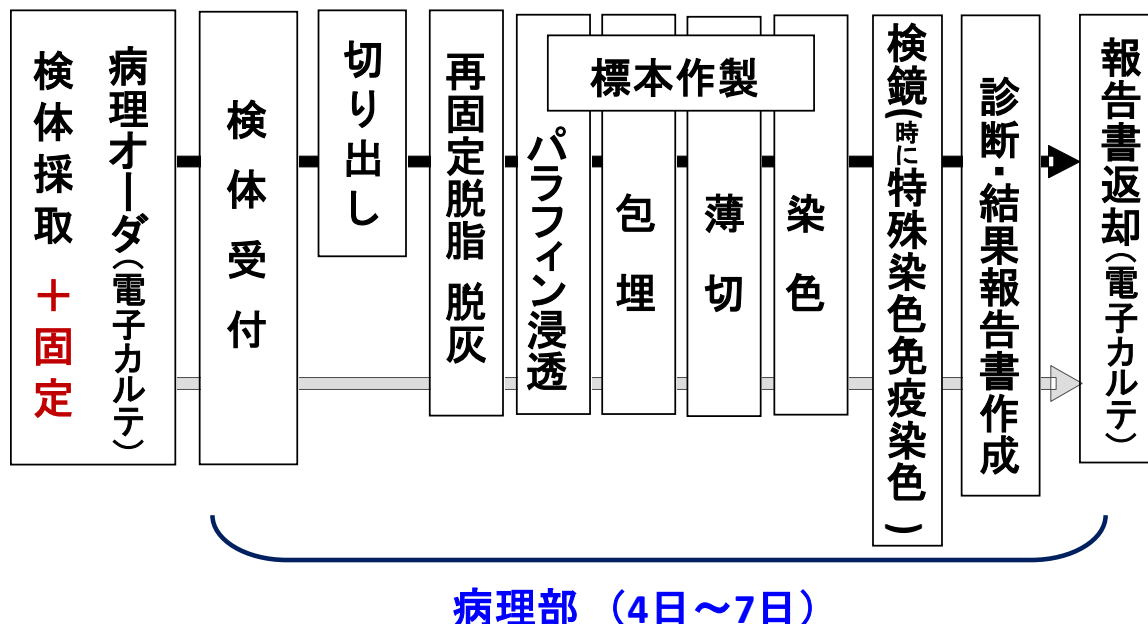 病理オーダ(電子カルテ)
検体採取 ＋固定
検体受付
切り出し
再固定脱脂 脱灰
標本作製
パラフィン浸透
包埋
薄切
染色
検鏡(時に特殊染色免疫染色)
診断・結果報告書作成
報告書返却(電子カルテ)
病理部 （4日～7日）